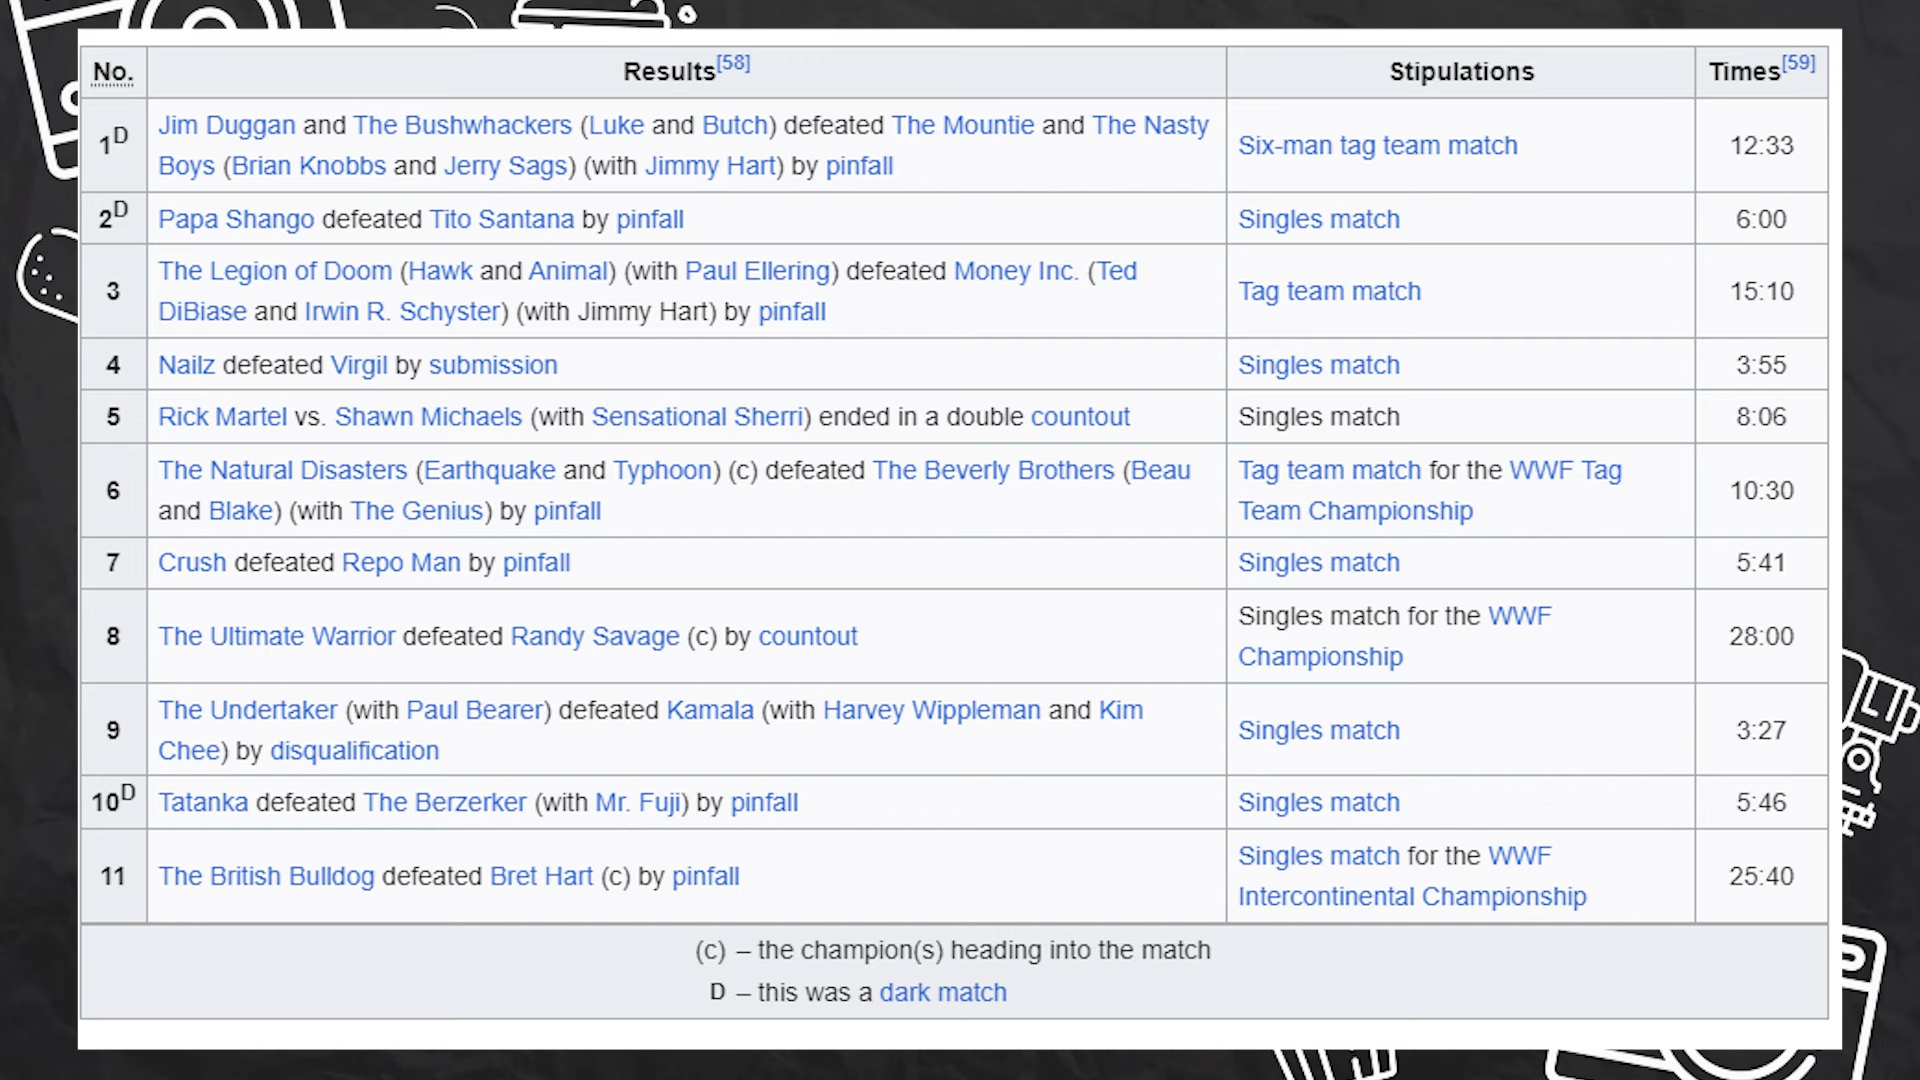 No. Results[58] Stipulations Times[59]
1D Jim Duggan and The Bushwhackers (Luke and Butch) defeated The Mountie and The Nasty
Boys (Brian Knobbs and Jerry Sags) (with Jimmy Hart) by pinfall Six-man tag team match 12:33
2D Papa Shango defeated Tito Santana by pinfall Singles match 6:00
3 The Legion of Doom (Hawk and Animal) (with Paul Ellering) defeated Money Inc. (Ted
DiBiase and Irwin R. Schyster) (with Jimmy Hart) by pinfall Tag team match 15:10
4 Nailz defeated Virgil by submission Singles match 3:55
5 Rick Martel vs. Shawn Michaels (with Sensational Sherri) ended in a double countout Singles match 8:06
6 The Natural Disasters (Earthquake and Typhoon) (c) defeated The Beverly Brothers (Beau
and Blake) (with The Genius) by pinfall Tag team match for the WWF Tag
Team Championship 10:30
7 Crush defeated Repo Man by pinfall Singles match 5:41
8 The Ultimate Warrior defeated Randy Savage (c) by countout Singles match for the WWF
Championship 28:00
9 The Undertaker (with Paul Bearer) defeated Kamala (with Harvey Wippleman and Kim
Chee) by disqualification Singles match 3:27
10D Tatanka defeated The Berzerker (with Mr. Fuji) by pinfall Singles match 5:46
11 The British Bulldog defeated Bret Hart (c) by pinfall Singles match for the WWF
Intercontinental Championship 25:40
(c) – the champion(s) heading into the match
D – this was a dark match